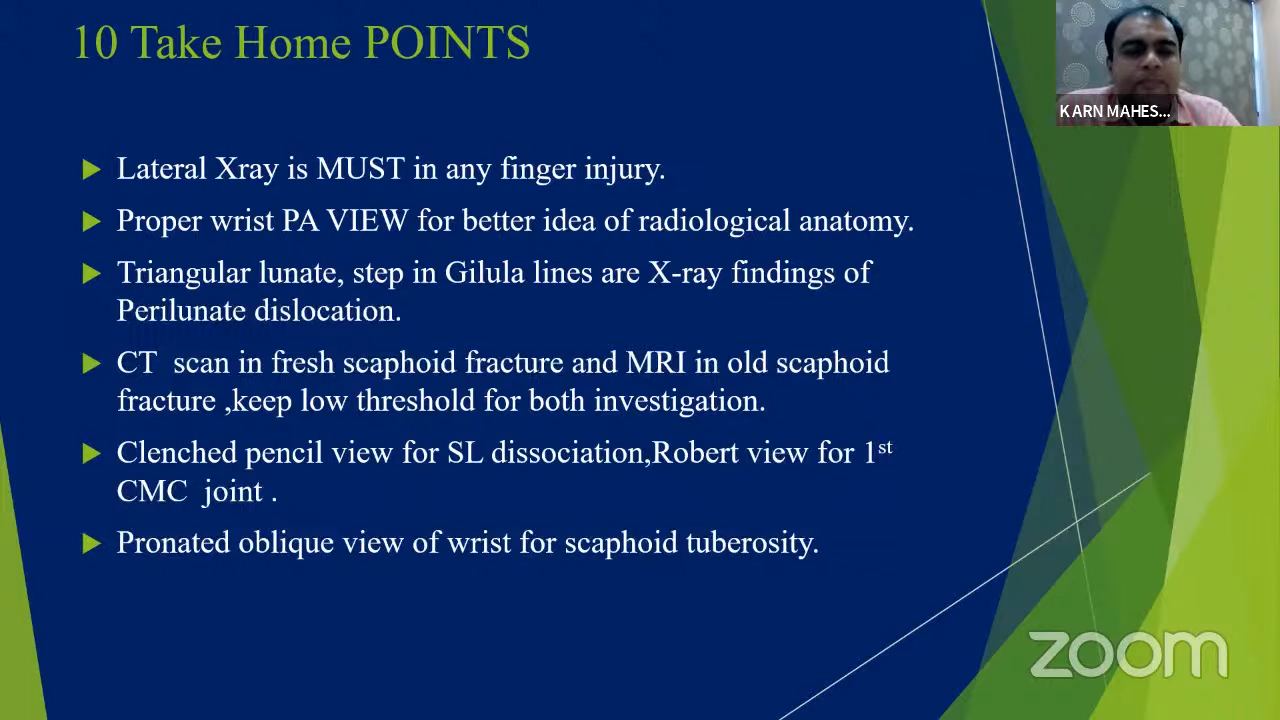 10 Take Home POINTS
KARN MAHES...
Lateral Xray is MUST in any finger injury.
Proper wrist PA VIEW for better idea of radiological anatomy.
Triangular lunate, step in Gilula lines are X-ray findings of
Perilunate dislocation.
CT scan in fresh scaphoid fracture and MRI in old scaphoid
fracture ,keep low threshold for both investigation.
Clenched pencil view for SL dissociation,Robert view for 1st
CMC joint .
Pronated oblique view of wrist for scaphoid tuberosity.
zoom